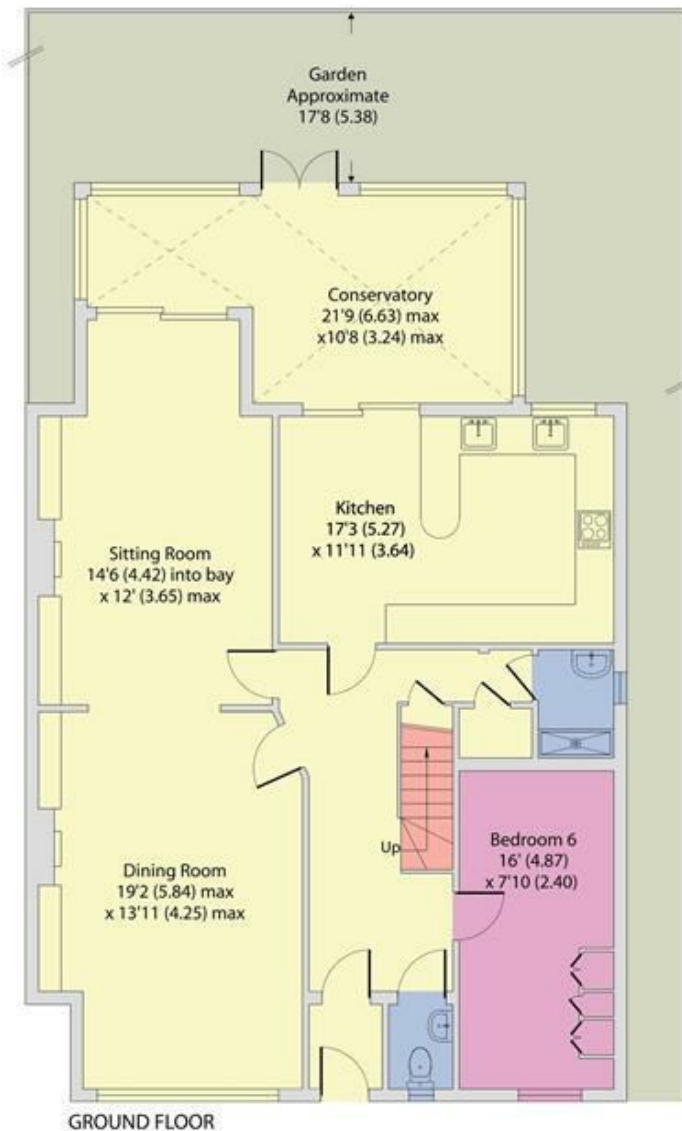 Garden
Approximate
17'8 (5.38)
Conservatory
21'9 (6.63) max
x10'8 (3.24) max
Kitchen
17'3 (5.27)
x 11'11 (3.64)
Sitting Room
14'6 (4.42) into bay
x 12' (3.65) max
Up
Bedroom 6
16' (4.87)
x 7'10 (2.40)
Dining Room
19'2 (5.84) max
x 13'11 (4.25) max
GROUND FLOOR